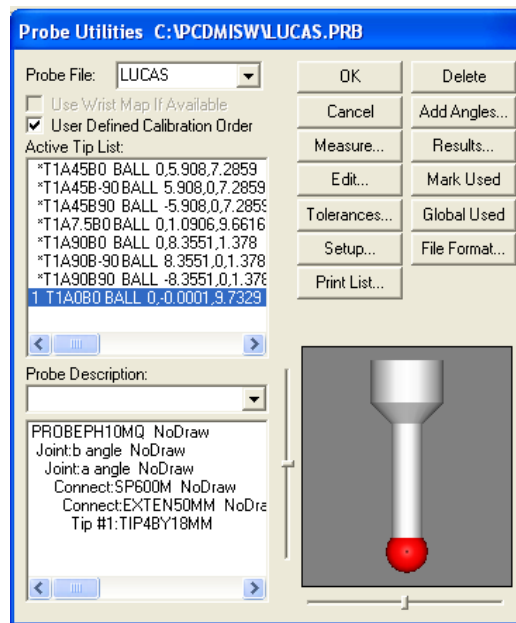 Probe Utilities C:\PCDMISW\LUCAS.PRB
Probe File: LUCAS
Use Wrist Map If Available
User Defined Calibration Order
Active Tip List:
*T1A45B0 BALL 0,5.908,7.2859
*T1A45B-90 BALL 5.908,0,7.2859
*T1A45B90 BALL -5.908,0,7.2859
*T1A7.5B0 BALL 0,1.0906,9.6616
*T1A90B0 BALL 0,8.3551,1.378
*T1A90B-90 BALL 8.3551,0,1.378
*T1A90B90 BALL -8.3551,0,1.378
1 T1A0B0 BALL 0,-0.0001,9.7329
Probe Description:
PROBEPH10MQ NoDraw
Joint:b angle NoDraw
Joint:a angle NoDraw
Connect:SP600M NoDraw
Connect:EXTEN50MM NoDra
Tip #1:TIP4BY18MM
OK
Delete
Cancel
Add Angles...
Measure...
Results...
Edit...
Mark Used
Tolerances...
Global Used
Setup...
File Format...
Print List...